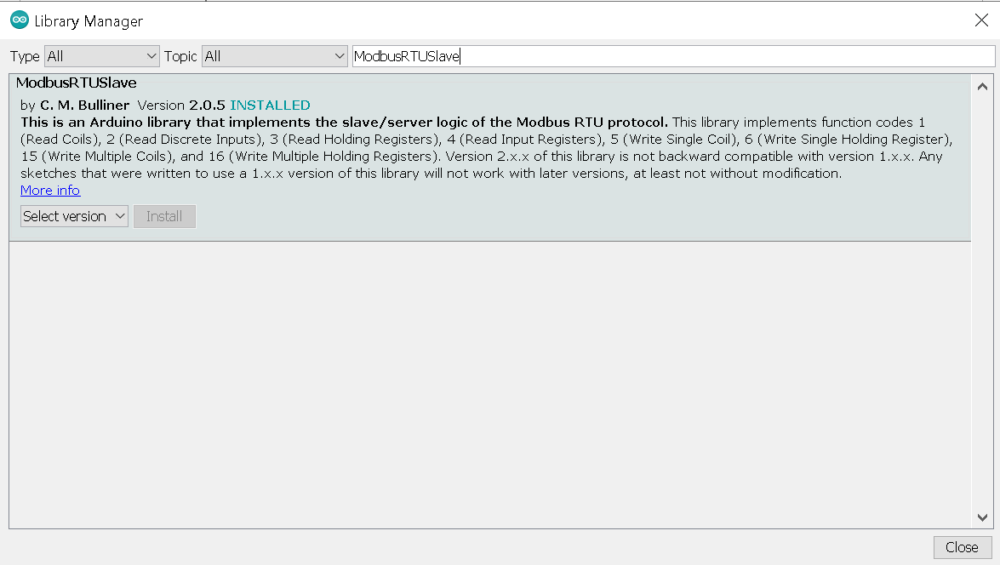 Library Manager
Type All Topic All ModbusRTUSlave
ModbusRTUSlave
by C. M. Bulliner Version 2.0.5 INSTALLED
This is an Arduino library that implements the slave/server logic of the Modbus RTU protocol. This library implements function codes 1
(Read Coils), 2 (Read Discrete Inputs), 3 (Read Holding Registers), 4 (Read Input Registers), 5 (Write Single Coil), 6 (Write Single Holding Register),
15 (Write Multiple Coils), and 16 (Write Multiple Holding Registers). Version 2.x.x of this library is not backward compatible with version 1.x.x. Any
sketches that were written to use a 1.x.x version of this library will not work with later versions, at least not without modification.
More info
Select version Install
Close